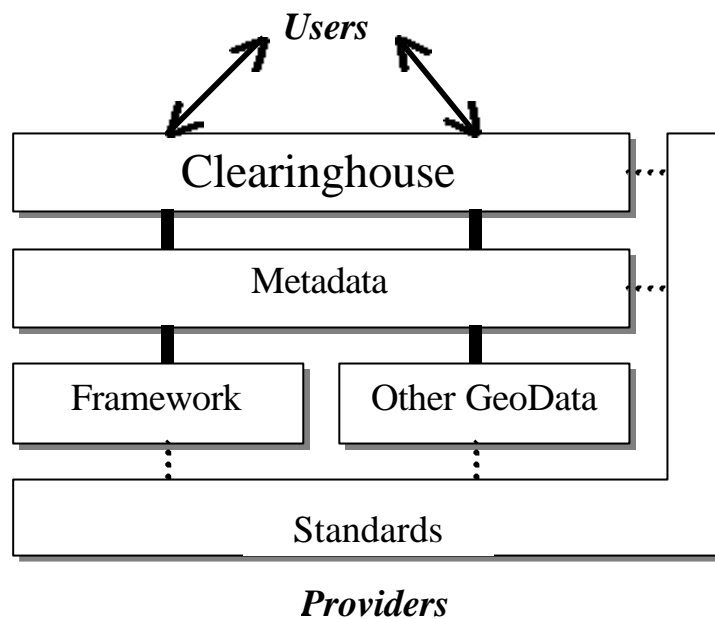 Users
Clearinghouse
Metadata
Framework
Other GeoData
Standards
Providers